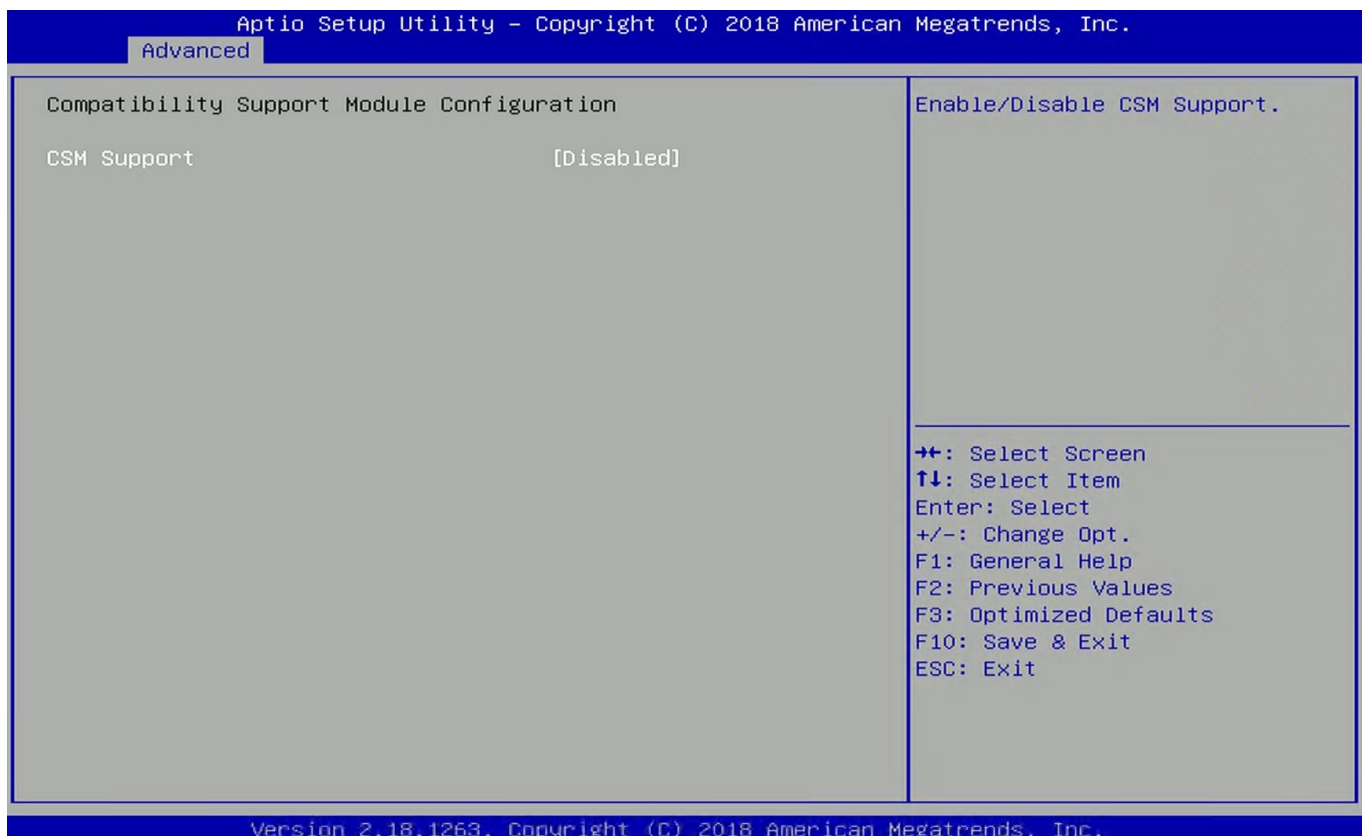 Aptio Setup Utility – Copyright (C) 2018 American Megatrends, Inc.
Advanced
Compatibility Support Module Configuration
CSM Support [Disabled]
Enable/Disable CSM Support.
→←: Select Screen
↑↓: Select Item
Enter: Select
+/-: Change Opt.
F1: General Help
F2: Previous Values
F3: Optimized Defaults
F10: Save & Exit
ESC: Exit
Version 2.18.1263. Copyright (C) 2018 American Megatrends, Inc.